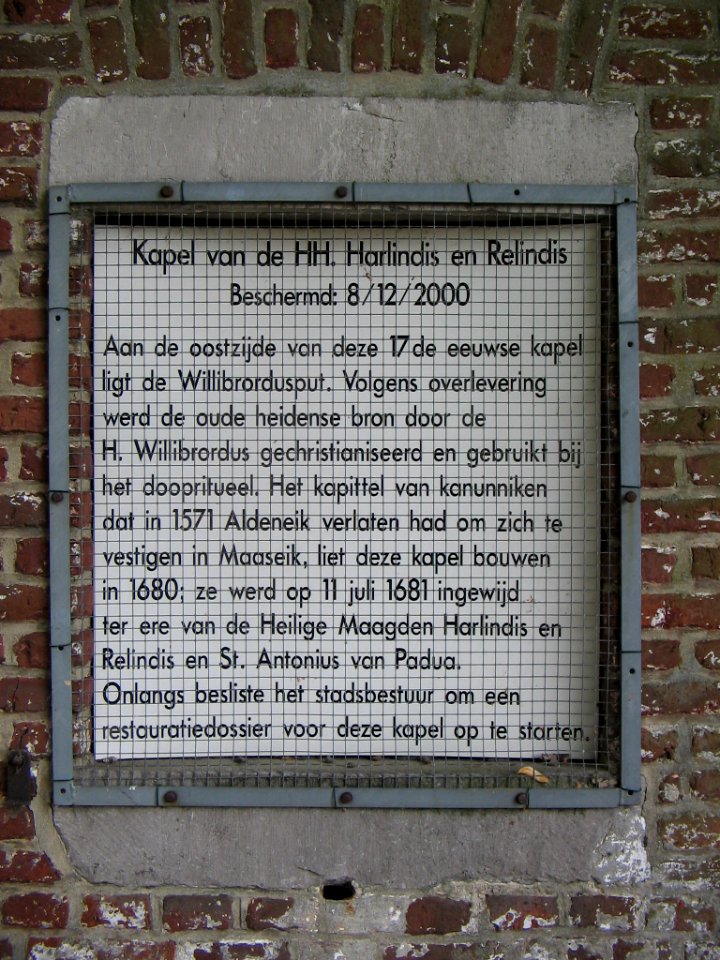 Kapel van de HH. Harlindis en Relindis
Beschermd: 8/12/2000
Aan de oostzijde van deze 17de eeuwse kapel
ligt de Willibrordusput. Volgens overlevering
werd de oude heidense bron door de
H. Willibrordus gechristianiseerd en gebruikt bij
het doopritueel. Het kapittel van kanunniken
dat in 1571 Aldeneik verlaten had om zich te
vestigen in Maaseik, liet deze kapel bouwen
in 1680; ze werd op 11 juli 1681 ingewijd
ter ere van de Heilige Maagden Harlindis en
Relindis en St. Antonius van Padua.
Onlangs besliste het stadsbestuur om een
restauratiedossier voor deze kapel op te starten.